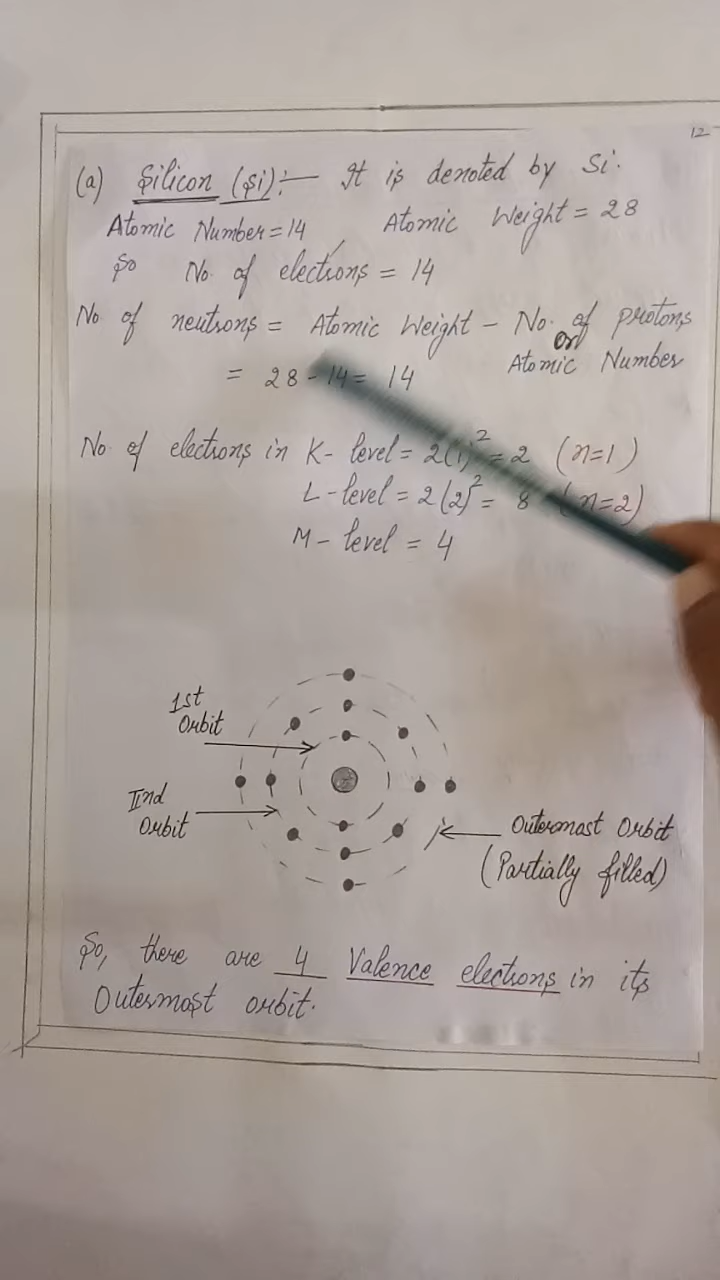 12
(a) Silicon (Si):— It is denoted by Si.
Atomic Number = 14 Atomic Weight = 28
So No. of electrons = 14
No of neutrons = Atomic Weight – No. of protons
or
Atomic Number
= 28 - 14 = 14
No of electrons in K- level = 2(1)² = 2 (n=1)
L - level = 2(2)² = 8 (n=2)
M - level = 4
1st
Orbit
IInd
Orbit
Outermost Orbit
(Partially filled)
So, there are 4 Valence electrons in its
Outermost orbit.